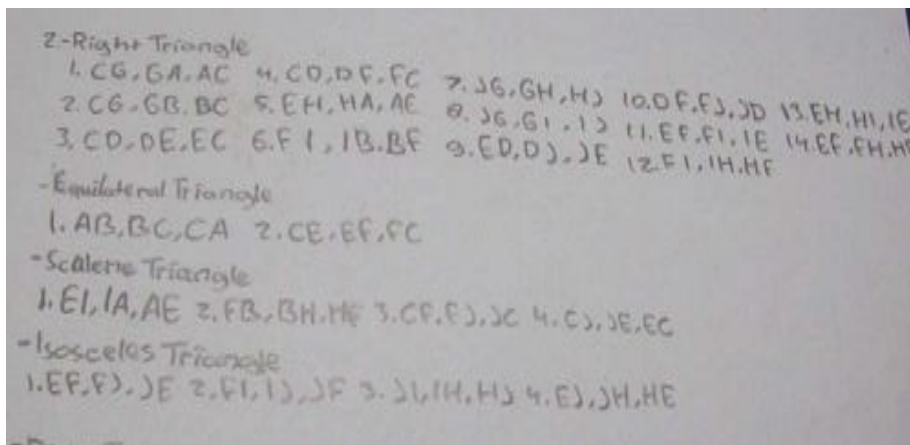 2-Right Triangle
1. CG, GA, AC 4. CD, DF, FC 7. JG, GH, HJ 10. DF, FJ, JD 13. EH, HI, IE
2. CG, GB, BC 5. EH, HA, AE 8. JG, GI, IJ 11. EF, FI, IE 14. EF, FH, HE
3. CD, DE, EC 6. FI, IB, BF 9. ED, DJ, JE 12. FI, IH, HF
-Equilateral Triangle
1. AB, BC, CA 2. CE, EF, FC
-Scalene Triangle
1. EI, IA, AE 2. FB, BH, HF 3. CF, FJ, JC 4. CJ, JE, EC
-Isosceles Triangle
1. EF, FJ, JE 2. FI, IJ, JF 3. JI, IH, HJ 4. EJ, JH, HE